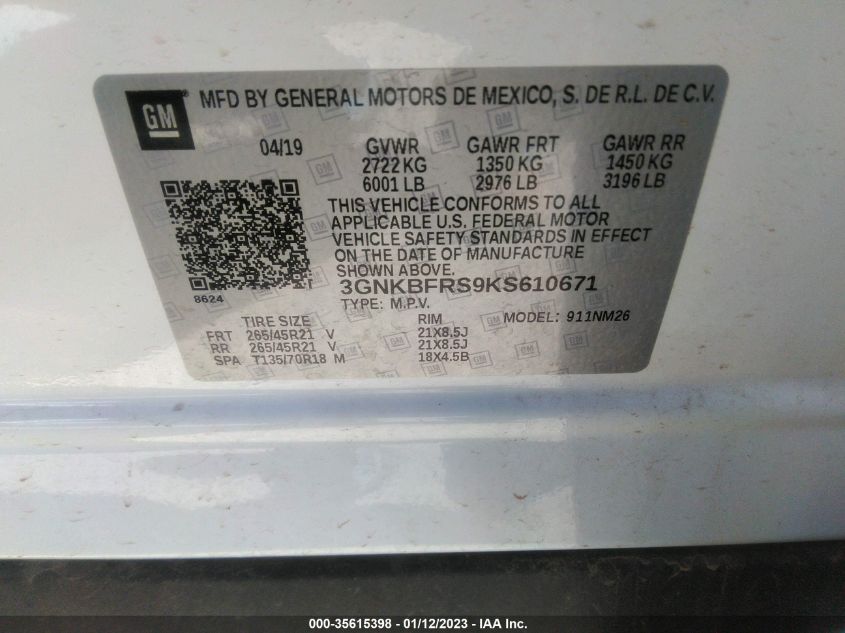 GM MFD BY GENERAL MOTORS DE MEXICO, S. DE R.L. DE C.V.
04/19 GVWR GAWR FRT GAWR RR
2722 KG 1350 KG 1450 KG
6001 LB 2976 LB 3196 LB
THIS VEHICLE CONFORMS TO ALL
APPLICABLE U.S. FEDERAL MOTOR
VEHICLE SAFETY STANDARDS IN EFFECT
ON THE DATE OF MANUFACTURE
SHOWN ABOVE.
3GNKBFRS9KS610671
8624
TYPE: M.P.V. MODEL: 911NM26
TIRE SIZE RIM
FRT 265/45R21 V 21X8.5J
RR 265/45R21 V 21X8.5J
SPA T135/70R18 M 18X4.5B
000-35615398 - 01/12/2023 - IAA Inc.